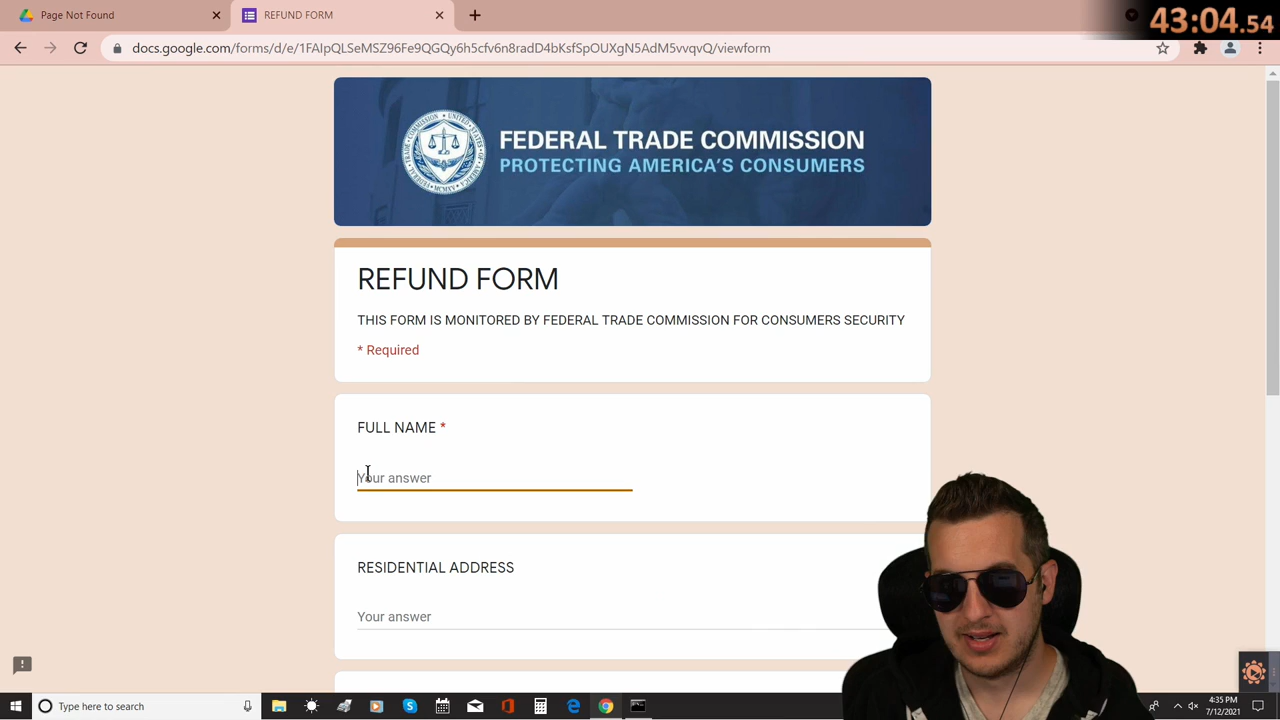 Page Not Found
REFUND FORM
43:04.54
docs.google.com/forms/d/e/1FAIpQLSeMSZ96Fe9QGQy6h5cfv6n8radD4bKsfSpOUXgN5AdM5vvqvQ/viewform
FEDERAL TRADE COMMISSION
PROTECTING AMERICA'S CONSUMERS
REFUND FORM
THIS FORM IS MONITORED BY FEDERAL TRADE COMMISSION FOR CONSUMERS SECURITY
* Required
FULL NAME *
Your answer
RESIDENTIAL ADDRESS
Your answer
Type here to search
4:35 PM
7/12/2021